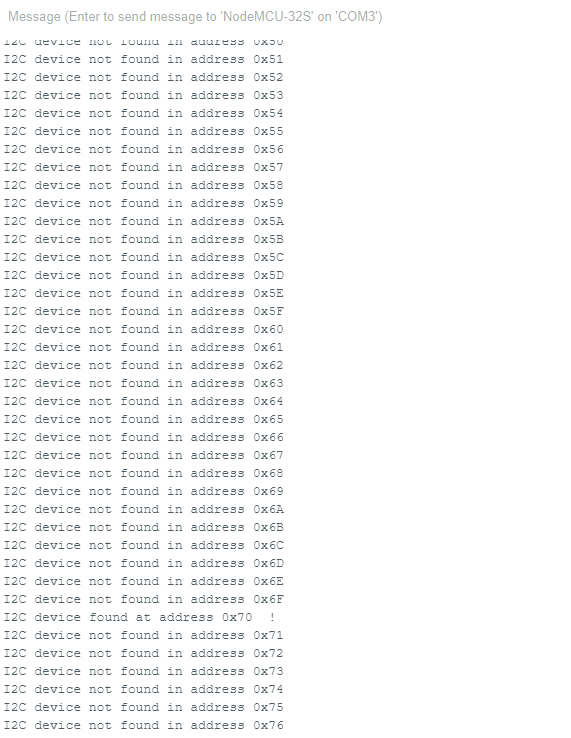 Message (Enter to send message to 'NodeMCU-32S' on 'COM3')
I2C device not found in address 0x50
I2C device not found in address 0x51
I2C device not found in address 0x52
I2C device not found in address 0x53
I2C device not found in address 0x54
I2C device not found in address 0x55
I2C device not found in address 0x56
I2C device not found in address 0x57
I2C device not found in address 0x58
I2C device not found in address 0x59
I2C device not found in address 0x5A
I2C device not found in address 0x5B
I2C device not found in address 0x5C
I2C device not found in address 0x5D
I2C device not found in address 0x5E
I2C device not found in address 0x5F
I2C device not found in address 0x60
I2C device not found in address 0x61
I2C device not found in address 0x62
I2C device not found in address 0x63
I2C device not found in address 0x64
I2C device not found in address 0x65
I2C device not found in address 0x66
I2C device not found in address 0x67
I2C device not found in address 0x68
I2C device not found in address 0x69
I2C device not found in address 0x6A
I2C device not found in address 0x6B
I2C device not found in address 0x6C
I2C device not found in address 0x6D
I2C device not found in address 0x6E
I2C device not found in address 0x6F
I2C device found at address 0x70  !
I2C device not found in address 0x71
I2C device not found in address 0x72
I2C device not found in address 0x73
I2C device not found in address 0x74
I2C device not found in address 0x75
I2C device not found in address 0x76